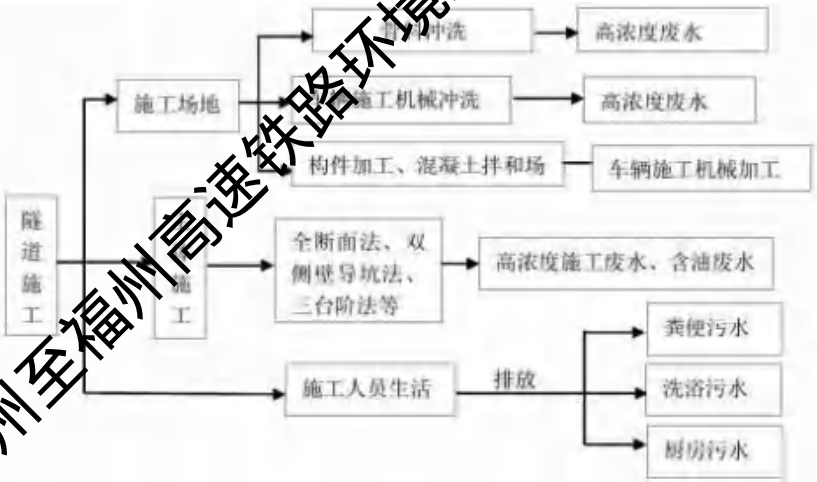 冲洗
高浓度废水
施工场地
施工机械冲洗
高浓度废水
构件加工、混凝土拌和场
车辆施工机械加工
隧道施工
施工
全断面法、双
侧壁导坑法、
三台阶法等
高浓度施工废水、含油废水
施工人员生活
排放
粪便污水
洗浴污水
厨房污水
州至福州高速铁路环境